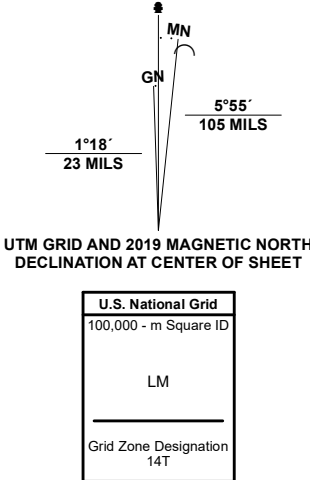 MN
GN
5°55´
105 MILS
1°18´
23 MILS
UTM GRID AND 2019 MAGNETIC NORTH
DECLINATION AT CENTER OF SHEET
U.S. National Grid
100,000 - m Square ID
LM
Grid Zone Designation
14T